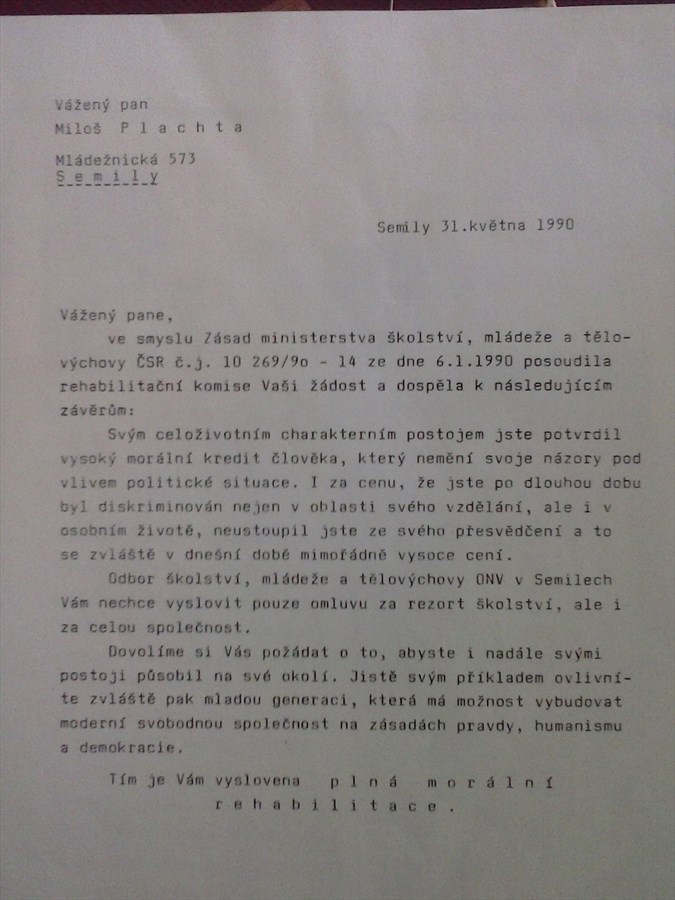 Vážený pan
Miloš P l a c h t a
Mládežnická 573
S e m i l y
Semily 31.května 1990
Vážený pane,
ve smyslu Zásad ministerstva školství, mládeže a tělo-
výchovy ČSR č.j. 10 269/9o - 14 ze dne 6.1.1990 posoudila
rehabilitační komise Vaši žádost a dospěla k následujícím
závěrům:
Svým celoživotním charakterním postojem jste potvrdil
vysoký morální kredit člověka, který nemění svoje názory pod
vlivem politické situace. I za cenu, že jste po dlouhou dobu
byl diskriminován nejen v oblasti svého vzdělání, ale i v
osobním životě, neustoupil jste ze svého přesvědčení a to
se zvláště v dnešní době mimořádně vysoce cení.
Odbor školství, mládeže a tělovýchovy ONV v Semilech
Vám nechce vyslovit pouze omluvu za rezort školství, ale i
za celou společnost.
Dovolíme si Vás požádat o to, abyste i nadále svými
postoji působil na své okolí. Jistě svým příkladem ovlivní-
te zvláště pak mladou generaci, která má možnost vybudovat
moderní svobodnou společnost na zásadách pravdy, humanismu
a demokracie.
Tím je Vám vyslovena p l n á m o r á l n í
r e h a b i l i t a c e .